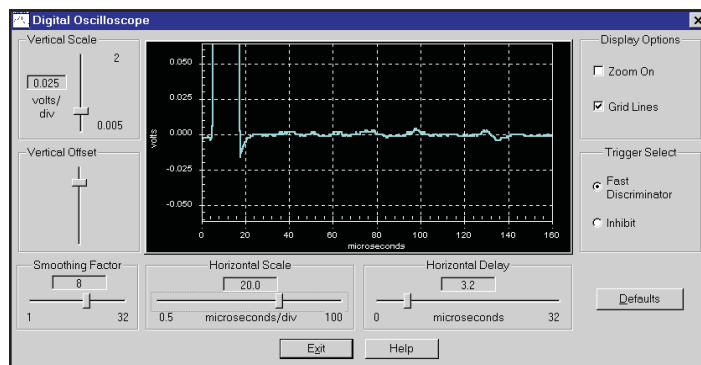 Digital Oscilloscope
Vertical Scale
2
0.025
volts/
div
0.005
Vertical Offset
volts
0.050
0.025
0.000
-0.025
-0.050
0 20 40 60 80 100 120 140 160
microseconds
Display Options
Zoom On
Grid Lines
Trigger Select
Fast
Discriminator
Inhibit
Smoothing Factor
8
1 32
Horizontal Scale
20.0
0.5 microseconds/div 100
Horizontal Delay
3.2
0 microseconds 32
Defaults
Exit Help